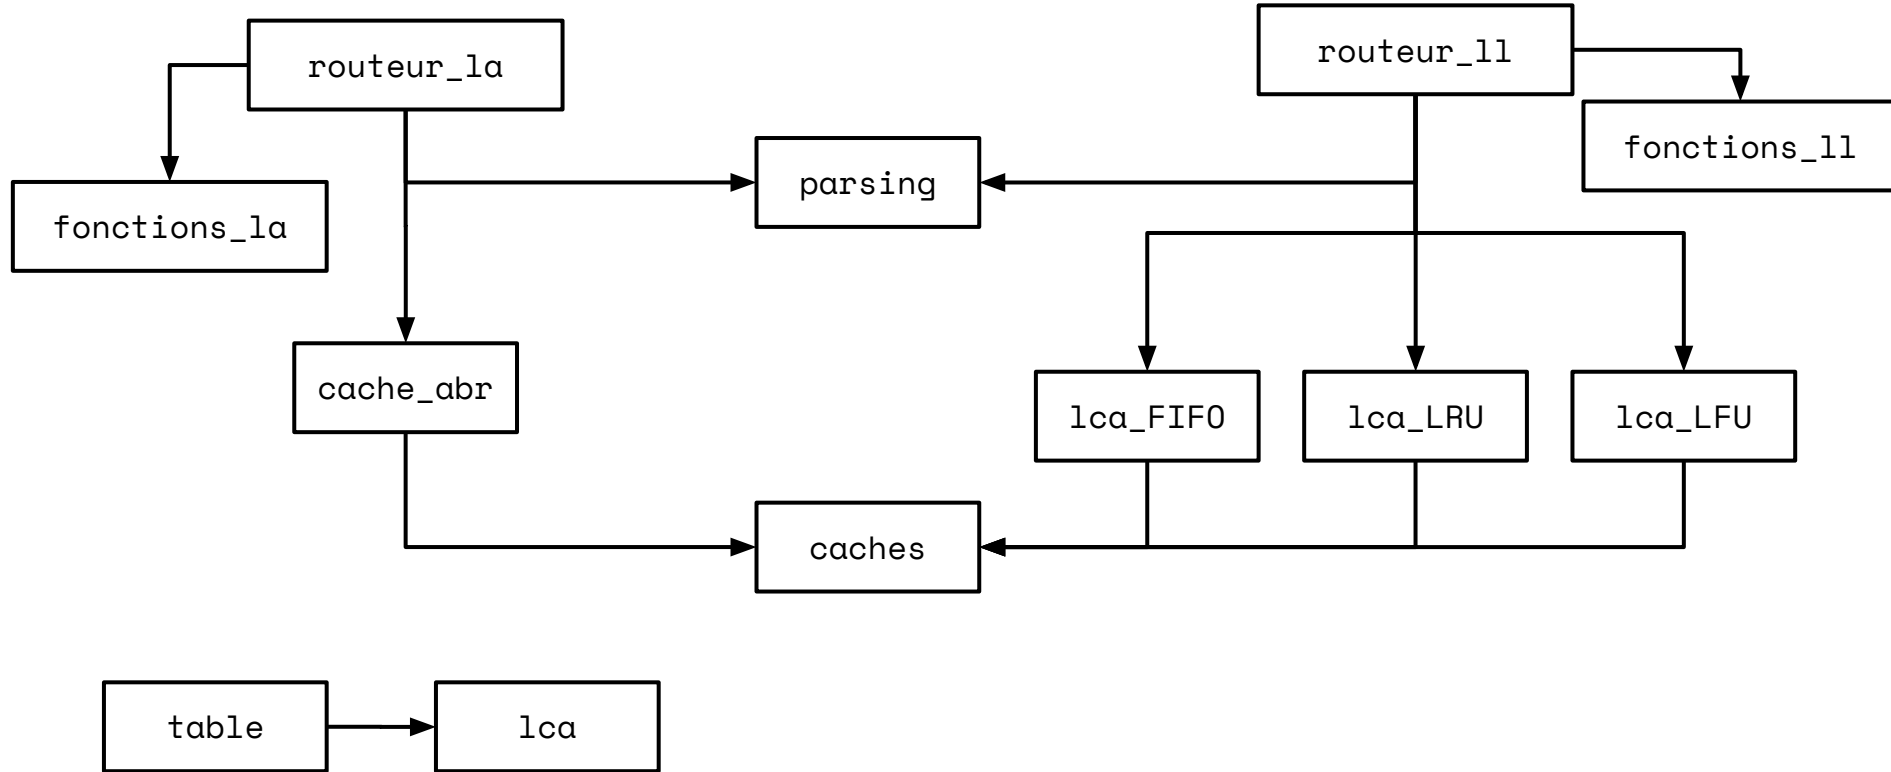 routeur_la
routeur_ll
fonctions_ll
parsing
fonctions_la
cache_abr
lca_FIFO
lca_LRU
lca_LFU
caches
table
lca